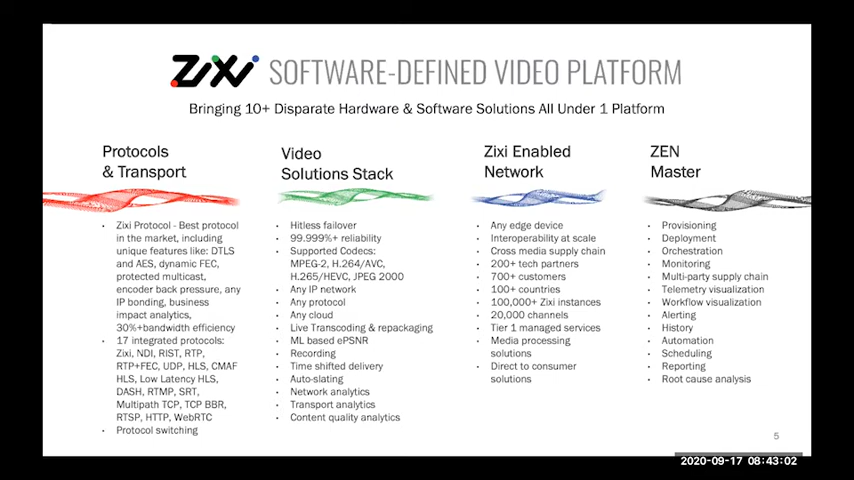 Zixi SOFTWARE-DEFINED VIDEO PLATFORM
Bringing 10+ Disparate Hardware & Software Solutions All Under 1 Platform
Protocols
& Transport
• Zixi Protocol - Best protocol
in the market, including
unique features like: DTLS
and AES, dynamic FEC,
protected multicast,
encoder back pressure, any
IP bonding, business
impact analytics,
30%+bandwidth efficiency
• 17 integrated protocols:
Zixi, NDI, RIST, RTP,
RTP+FEC, UDP, HLS, CMAF
HLS, Low Latency HLS,
DASH, RTMP, SRT,
Multipath TCP, TCP BBR,
RTSP, HTTP, WebRTC
• Protocol switching
Video
Solutions Stack
• Hitless failover
• 99.999%+ reliability
• Supported Codecs:
MPEG-2, H.264/AVC,
H.265/HEVC, JPEG 2000
• Any IP network
• Any protocol
• Any cloud
• Live Transcoding & repackaging
• ML based ePSNR
• Recording
• Time shifted delivery
• Auto-slating
• Network analytics
• Transport analytics
• Content quality analytics
Zixi Enabled
Network
• Any edge device
• Interoperability at scale
• Cross media supply chain
• 200+ tech partners
• 700+ customers
• 100+ countries
• 100,000+ Zixi instances
• 20,000 channels
• Tier 1 managed services
• Media processing
solutions
• Direct to consumer
solutions
ZEN
Master
• Provisioning
• Deployment
• Orchestration
• Monitoring
• Multi-party supply chain
• Telemetry visualization
• Workflow visualization
• Alerting
• History
• Automation
• Scheduling
• Reporting
• Root cause analysis
5
2020-09-17 08:43:02